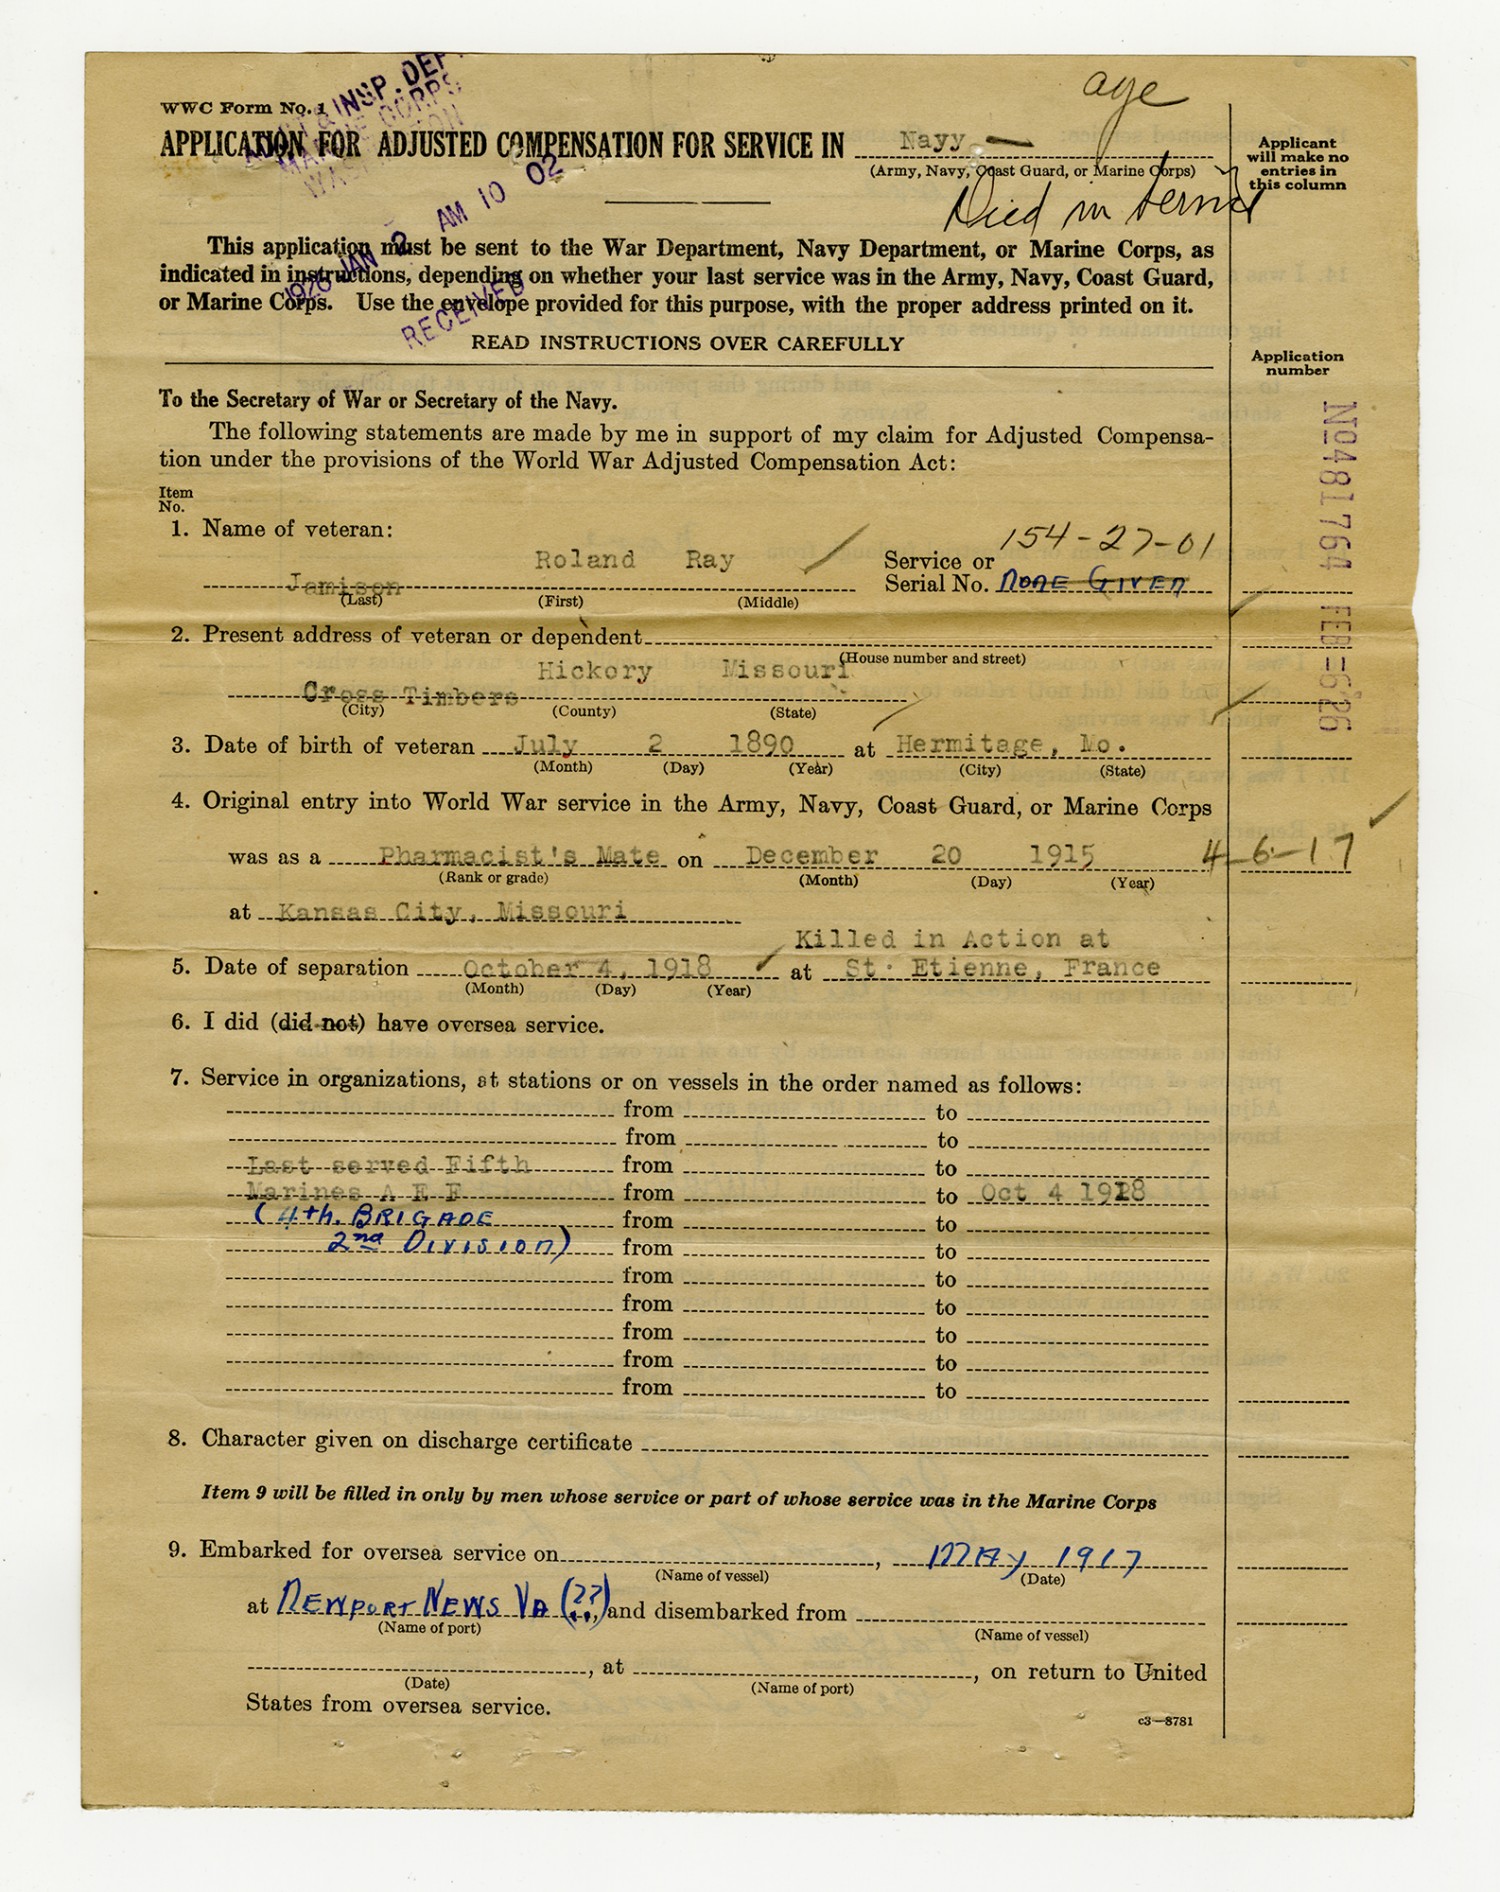 age
WWC Form No. 1
APPLICATION FOR ADJUSTED COMPENSATION FOR SERVICE IN Navy
(Army, Navy, Coast Guard, or Marine Corps)
Applicant
will make no
entries in
this column
INSP. DEPT
MARINE CORPS
Died in
1926 JAN 2 AM 10 02
RECEIVED
This application must be sent to the War Department, Navy Department, or Marine Corps, as
indicated in instructions, depending on whether your last service was in the Army, Navy, Coast Guard,
or Marine Corps. Use the envelope provided for this purpose, with the proper address printed on it.
READ INSTRUCTIONS OVER CAREFULLY
Application
number
No 481764 FEB -6 '26
To the Secretary of War or Secretary of the Navy.
The following statements are made by me in support of my claim for Adjusted Compensa-
tion under the provisions of the World War Adjusted Compensation Act:
Item
No.
1. Name of veteran:
Roland Ray
154-27-01
Service or
Jamison
Serial No. NONE GIVEN
(Last) (First) (Middle)
2. Present address of veteran or dependent
(House number and street)
Hickory Missouri
Cross Timbers
(City) (County) (State)
3. Date of birth of veteran July 2 1890 at Hermitage, Mo.
(Month) (Day) (Year) (City) (State)
4. Original entry into World War service in the Army, Navy, Coast Guard, or Marine Corps
was as a Pharmacist's Mate on December 20 1915 4-6-17
(Rank or grade) (Month) (Day) (Year)
at Kansas City, Missouri
Killed in Action at
5. Date of separation October 4, 1918 at St. Etienne, France
(Month) (Day) (Year)
6. I did (did not) have oversea service.
7. Service in organizations, at stations or on vessels in the order named as follows:
from to
from to
Last served Fifth from to
Marines A E F from to Oct 4 1918
(4th. BRIGADE from to
2nd DIVISION) from to
from to
from to
from to
from to
from to
8. Character given on discharge certificate
Item 9 will be filled in only by men whose service or part of whose service was in the Marine Corps
9. Embarked for oversea service on , MAY 1917
(Name of vessel) (Date)
at NEWPORT NEWS VA (??), and disembarked from
(Name of port) (Name of vessel)
, at , on return to United
(Date) (Name of port)
States from oversea service.
c3-8781